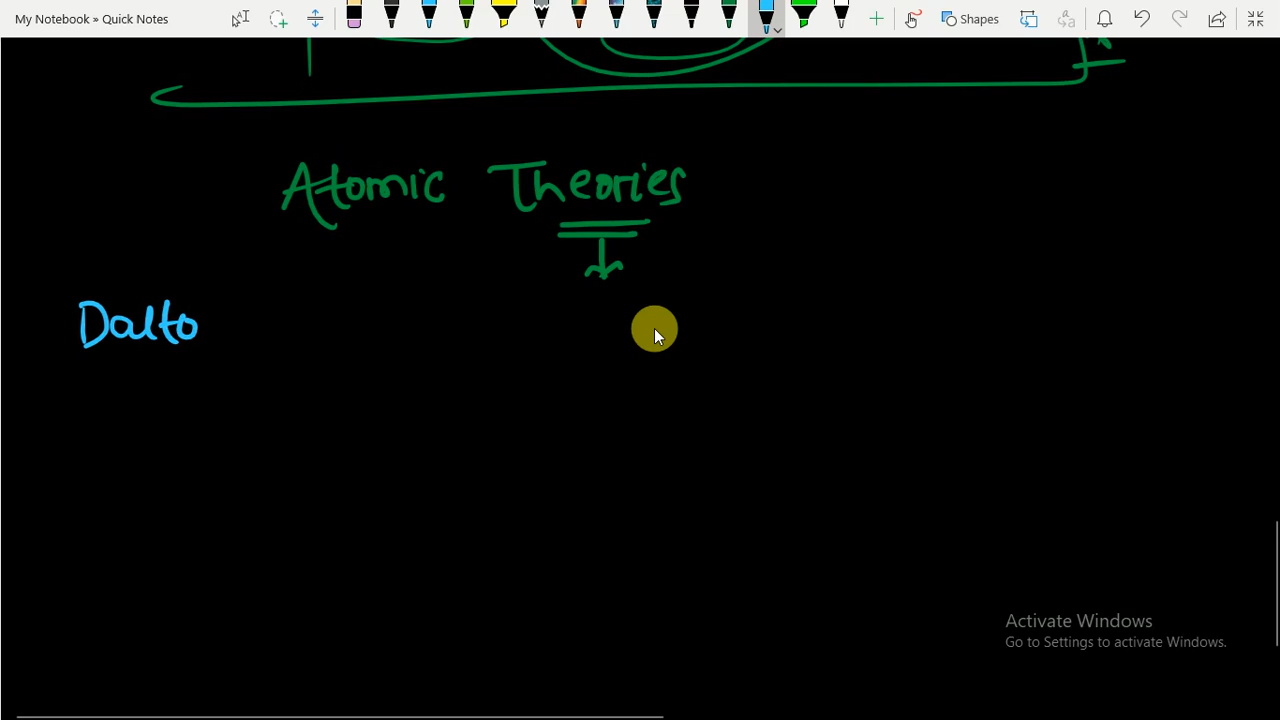 My Notebook » Quick Notes
Shapes
Atomic Theories
Dalto
Activate Windows
Go to Settings to activate Windows.